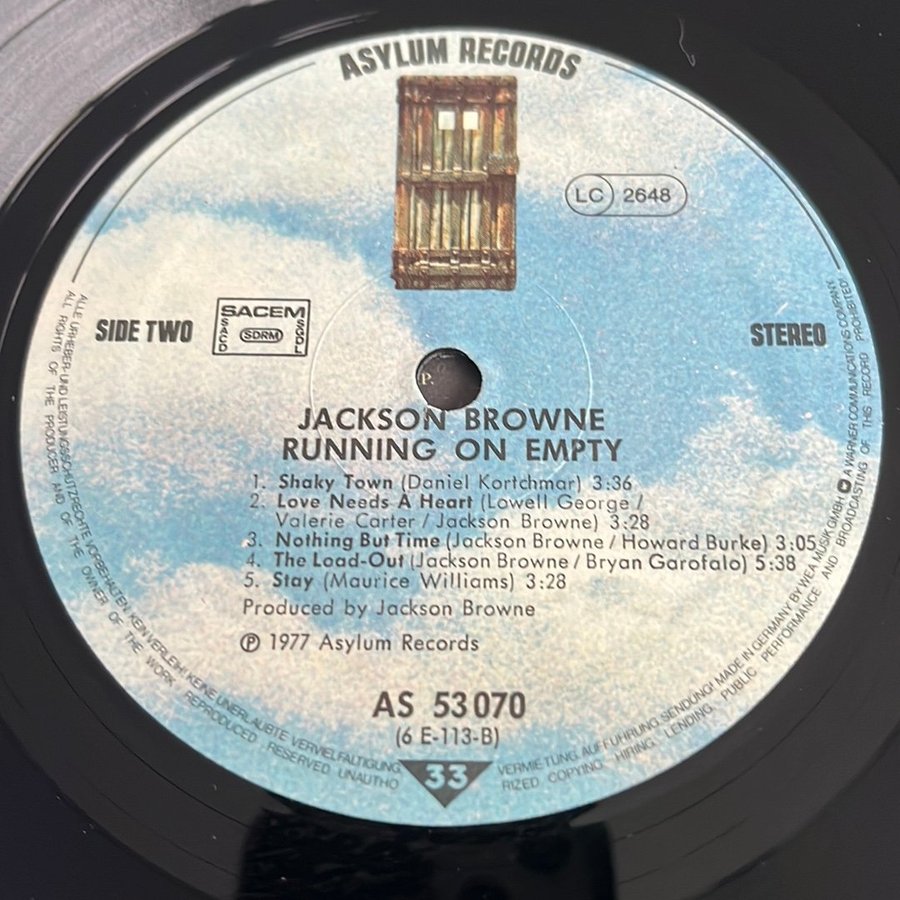 ASYLUM RECORDS
LC 2648
SIDE TWO
SACEM
SACD
SDRM
SGDL
STEREO
P.
JACKSON BROWNE
RUNNING ON EMPTY
1. Shaky Town (Daniel Kortchmar) 3:36
2. Love Needs A Heart (Lowell George /
Valerie Carter / Jackson Browne) 3:28
3. Nothing But Time (Jackson Browne / Howard Burke) 3:05
4. The Load-Out (Jackson Browne / Bryan Garofalo) 5:38
5. Stay (Maurice Williams) 3:28
Produced by Jackson Browne
℗ 1977 Asylum Records
AS 53 070
(6 E-113-B)
33
ALLE URHEBER- UND LEISTUNGSSCHUTZRECHTE VORBEHALTEN. KEIN VERLEIH! KEINE UNERLAUBTE VERVIELFÄLTIGUNG, VERMIETUNG, AUFFÜHRUNG, SENDUNG! MADE IN GERMANY BY WEA MUSIK GMBH A WARNER COMMUNICATIONS COMPANY
ALL RIGHTS OF THE PRODUCER AND OF THE OWNER OF THE WORK REPRODUCED RESERVED UNAUTHORIZED COPYING, HIRING, LENDING, PUBLIC PERFORMANCE AND BROADCASTING OF THIS RECORD PROHIBITED!